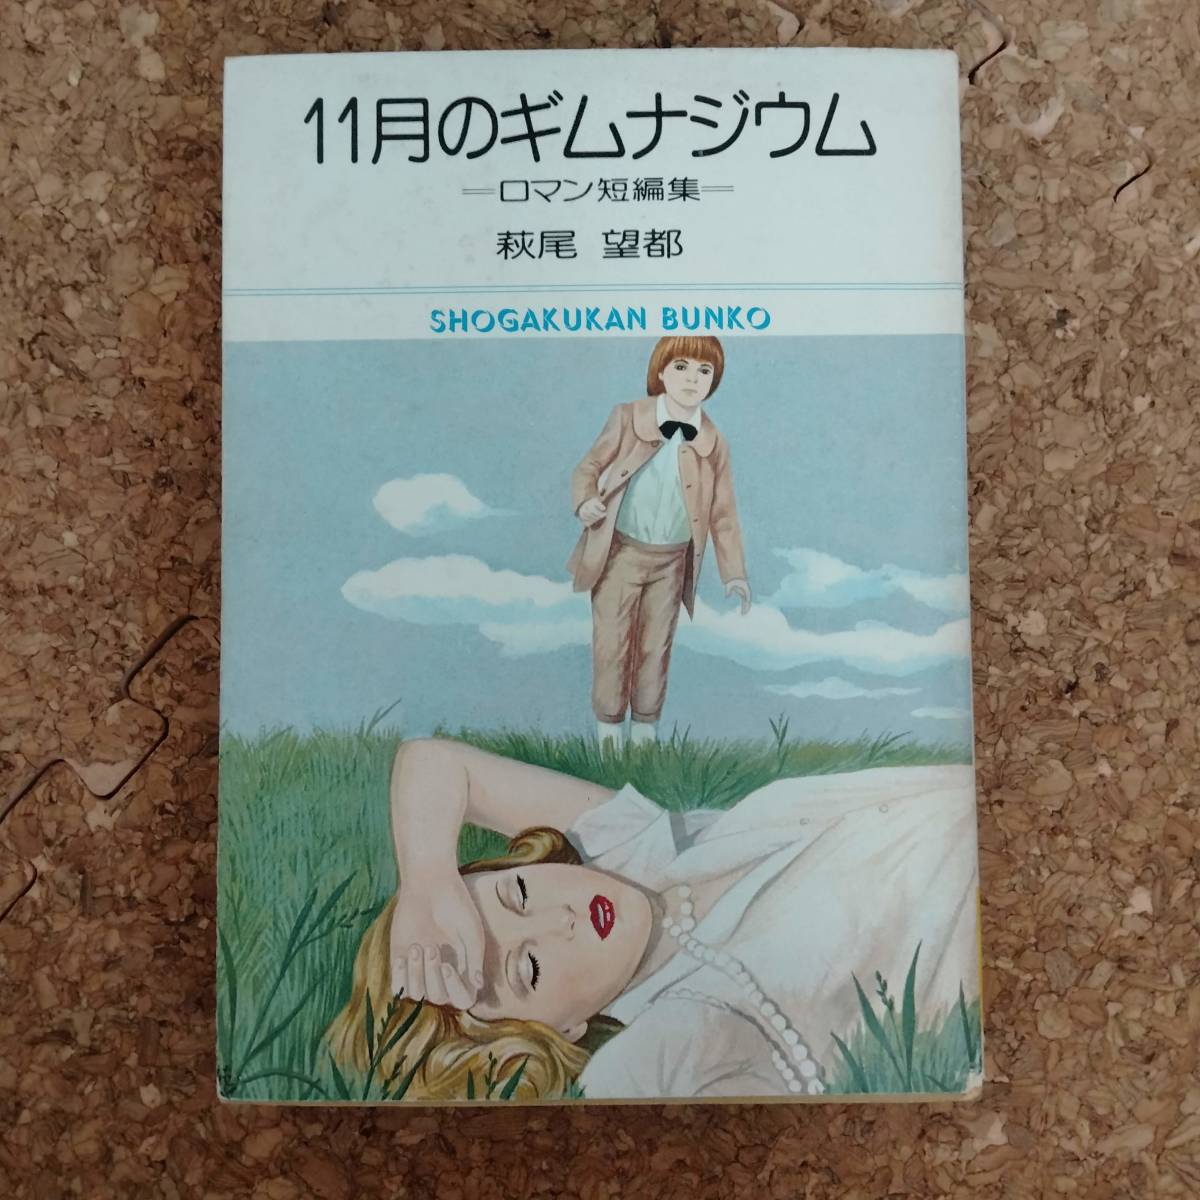 11月のギムナジウム
=ロマン短編集=
萩尾 望都
SHOGAKUKAN BUNKO